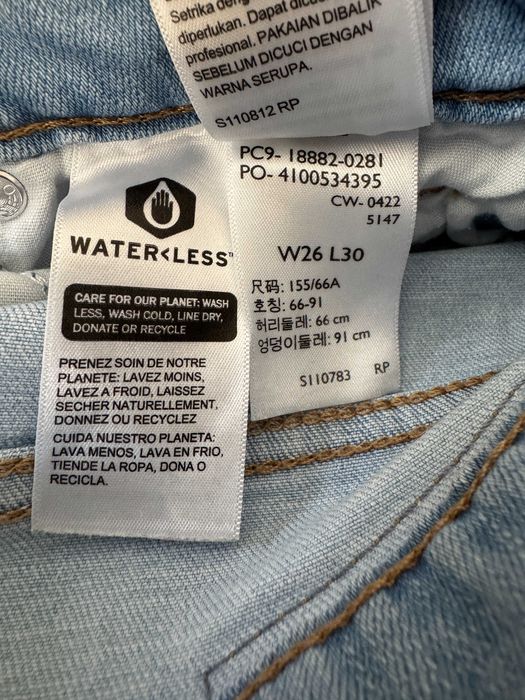 Setrika
diperlukan. Dapat
profesional. PAKAIAN DIBALIK
SEBELUM DICUCI DENGAN
WARNA SERUPA.
S110812 RP
PC9- 18882-0281
PO- 4100534395
CW- 0422
5147
W26 L30
尺码: 155/66A
호칭: 66-91
허리둘레: 66 cm
엉덩이둘레: 91 cm
S110783 RP
WATER<LESS™
CARE FOR OUR PLANET: WASH
LESS, WASH COLD, LINE DRY,
DONATE OR RECYCLE
PRENEZ SOIN DE NOTRE
PLANETE: LAVEZ MOINS,
LAVEZ A FROID, LAISSEZ
SECHER NATURELLEMENT,
DONNEZ OU RECYCLEZ
CUIDA NUESTRO PLANETA:
LAVA MENOS, LAVA EN FRIO,
TIENDE LA ROPA, DONA O
RECICLA.